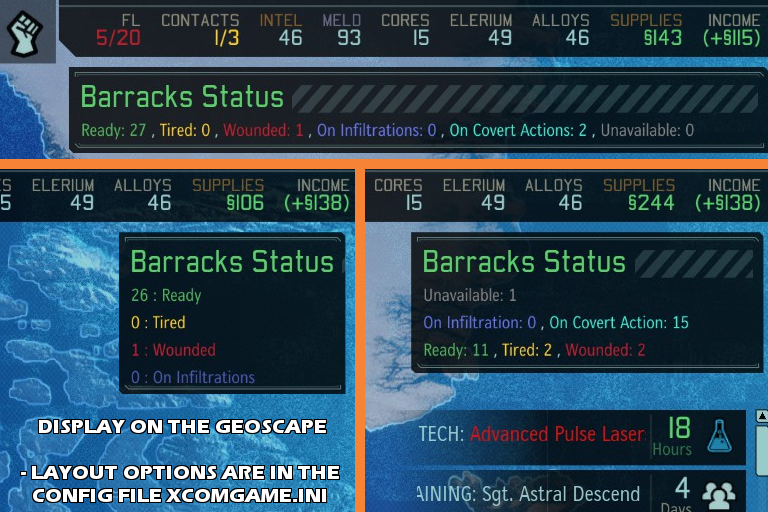 FL CONTACTS INTEL MELD CORES ELERIUM ALLOYS SUPPLIES INCOME
5/20 1/3 46 93 15 49 46 §143 (+§115)
Barracks Status
Ready: 27 , Tired: 0 , Wounded: 1 , On Infiltrations: 0 , On Covert Actions: 2 , Unavailable: 0
S ELERIUM ALLOYS SUPPLIES INCOME
5 49 46 §106 (+§138)
Barracks Status
26 : Ready
0 : Tired
1 : Wounded
0 : On Infiltrations
DISPLAY ON THE GEOSCAPE
- LAYOUT OPTIONS ARE IN THE
CONFIG FILE XCOMGAME.INI
CORES ELERIUM ALLOYS SUPPLIES INCOME
15 49 46 §244 (+§138)
Barracks Status
Unavailable: 1
On Infiltration: 0 , On Covert Action: 15
Ready: 11 , Tired: 2 , Wounded: 2
TECH: Advanced Pulse Laser 18
Hours
AINING: Sgt. Astral Descend 4
Days